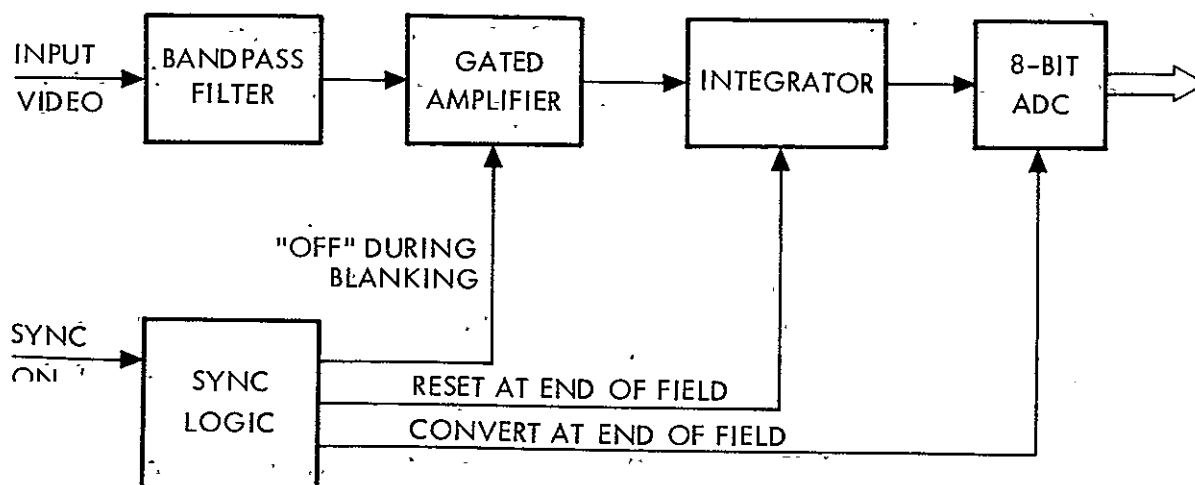 INPUT
VIDEO
BANDPASS
FILTER
GATED
AMPLIFIER
INTEGRATOR
8-BIT
ADC
"OFF" DURING
BLANKING
SYNC
ON
SYNC
LOGIC
RESET AT END OF FIELD
CONVERT AT END OF FIELD